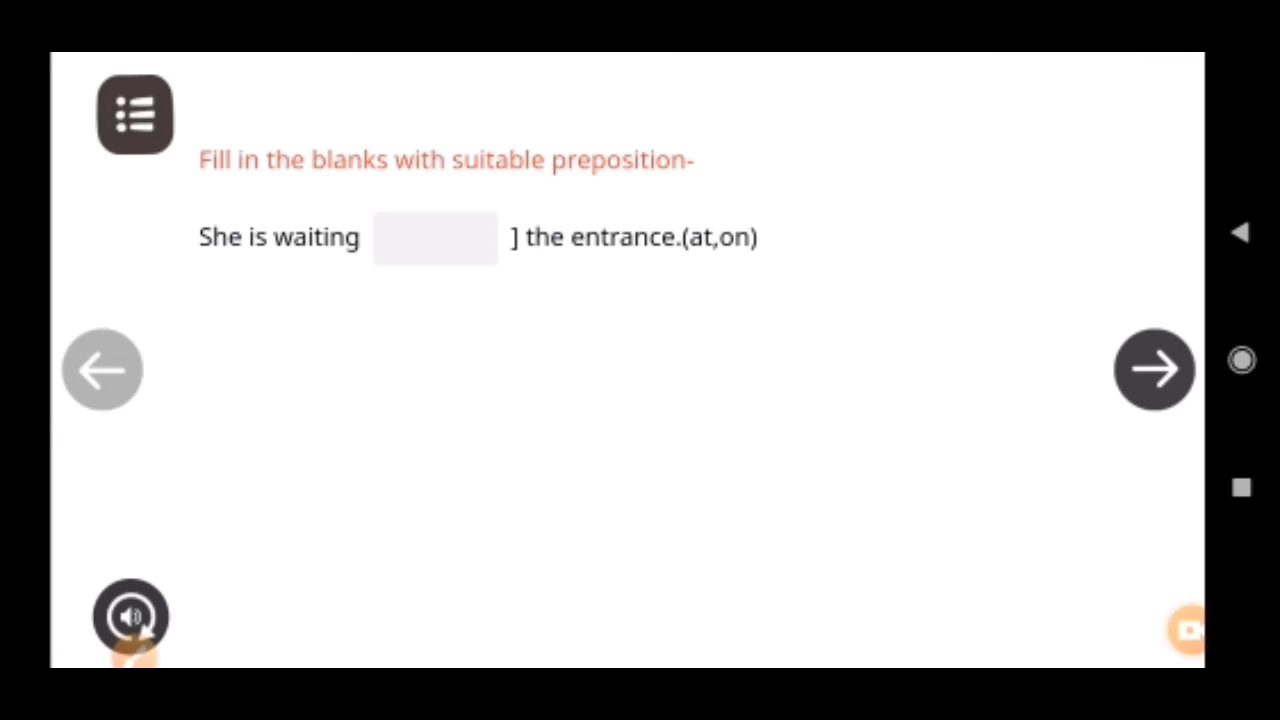 Fill in the blanks with suitable preposition-
She is waiting ] the entrance.(at,on)